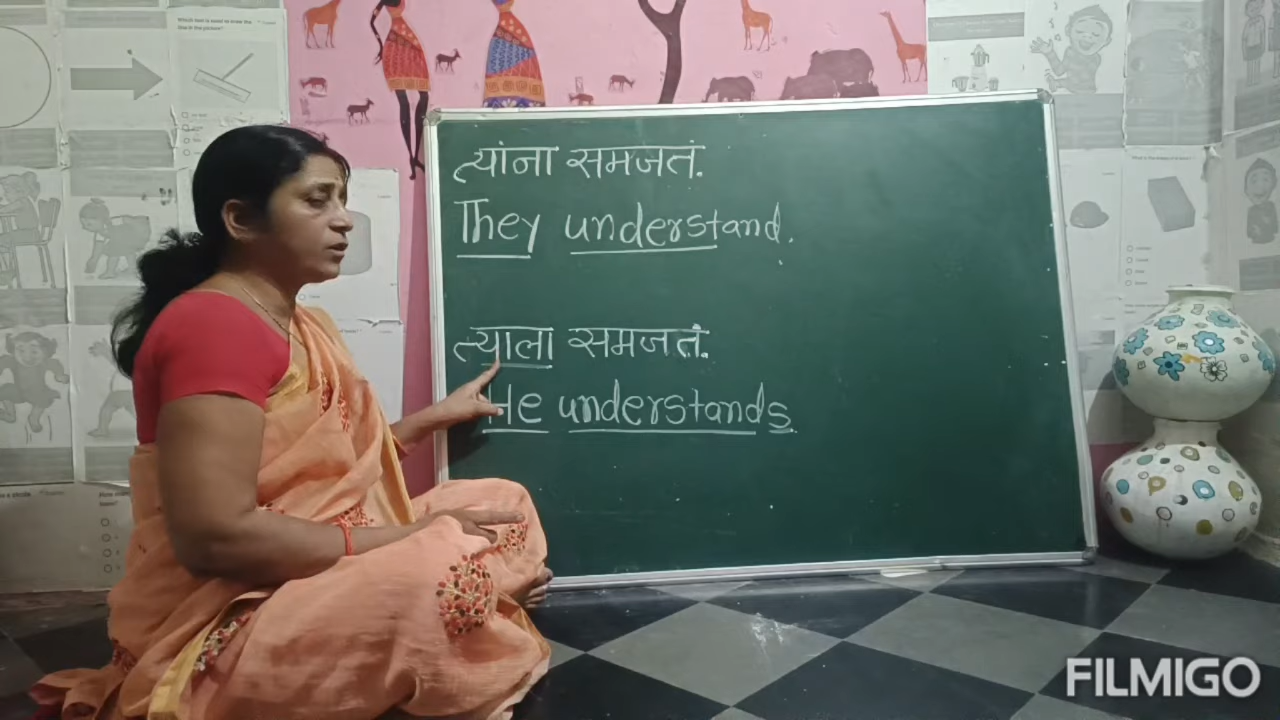 त्यांना समजतं.
They understand.
त्याला समजतं.
He understands.
FILMIGO